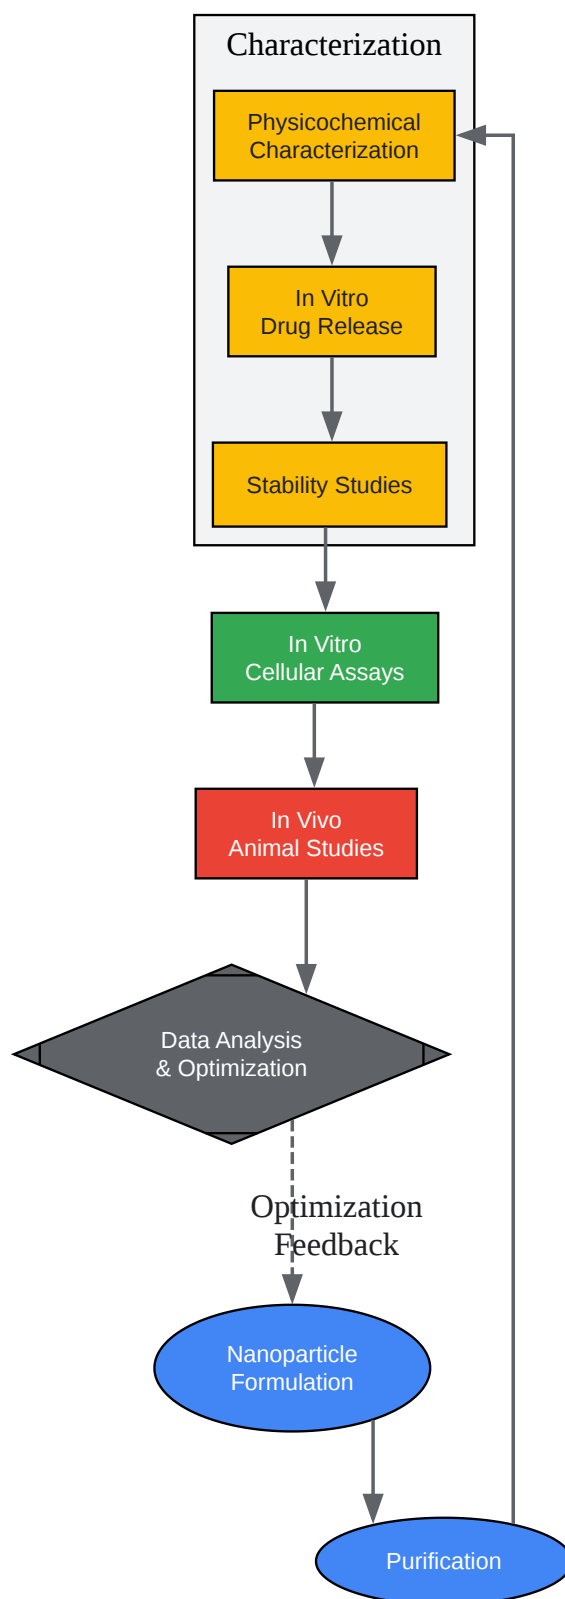 Characterization
Physicochemical
Characterization
In Vitro
Drug Release
Stability Studies
In Vitro
Cellular Assays
In Vivo
Animal Studies
Data Analysis
& Optimization
Optimization
Feedback
Nanoparticle
Formulation
Purification